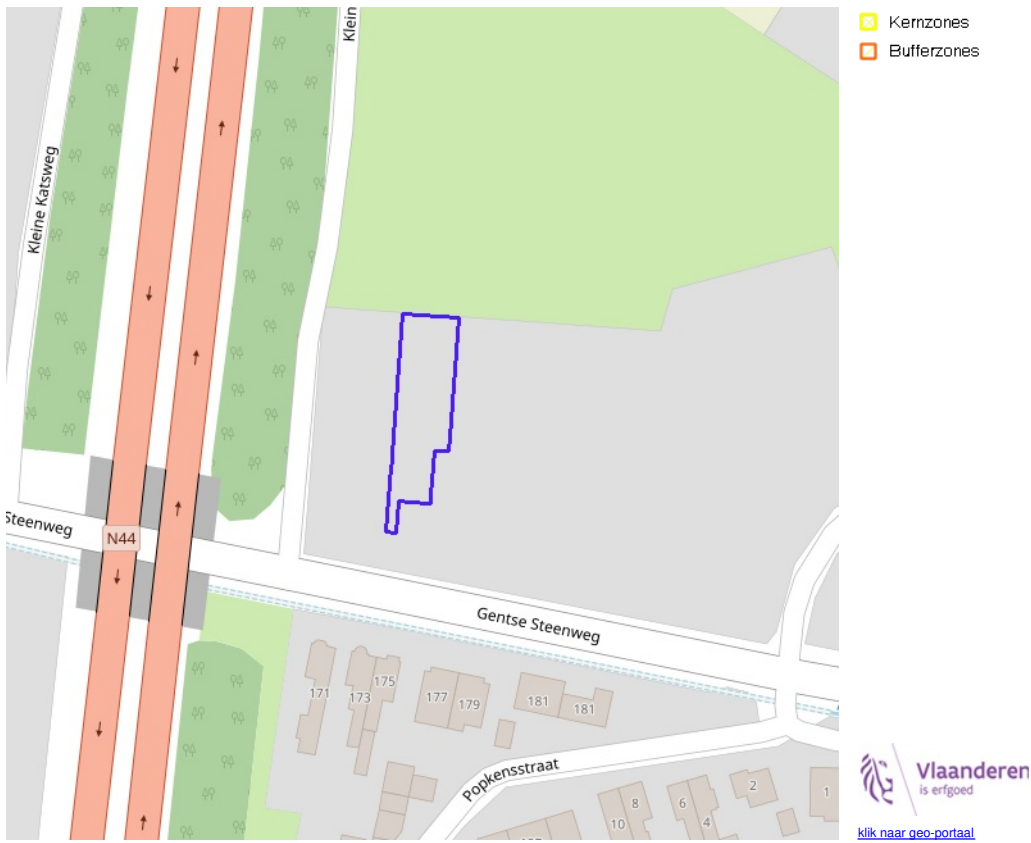 Kernzones
Bufferzones
Klein
Kleine Katsweg
Steenweg
N44
Gentse Steenweg
171
173
175
177
179
181
181
Popkensstraat
8
10
6
4
2
1
Vlaanderen
is erfgoed
klik naar geo-portaal